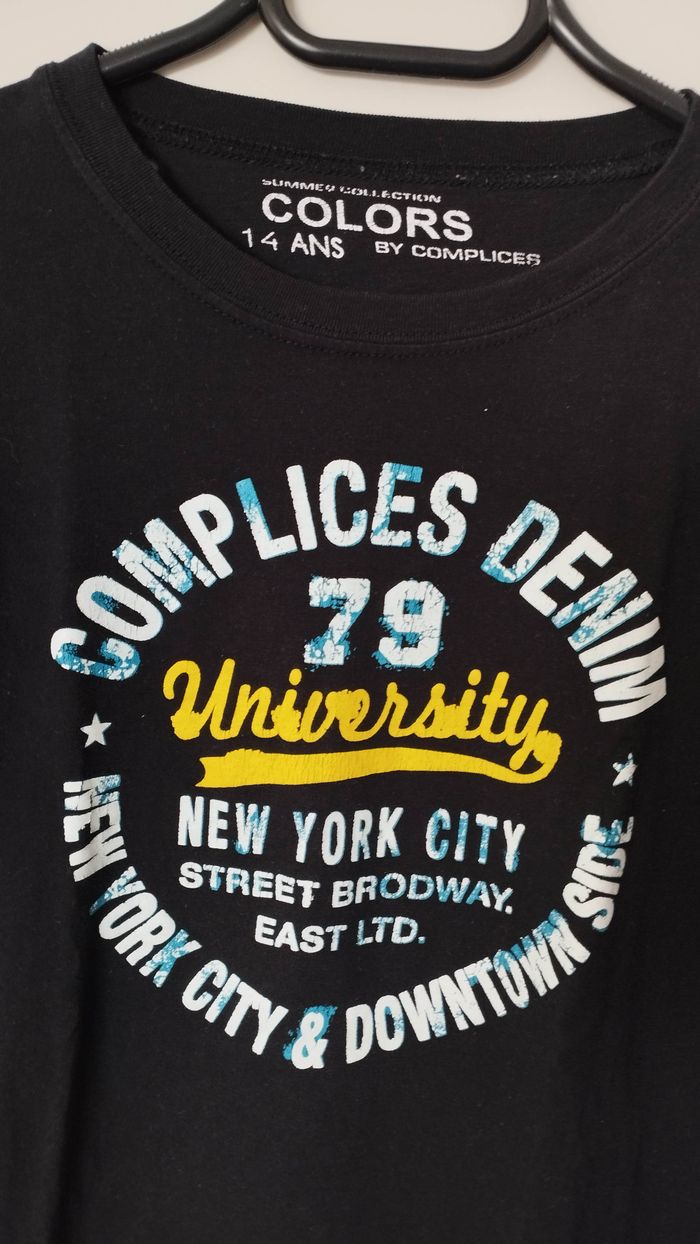 SUMMER COLLECTION
COLORS
14 ANS BY COMPLICES
COMPLICES DENIM
79
University
NEW YORK CITY
STREET BRODWAY.
EAST LTD.
NEW YORK CITY & DOWNTOWN SIDE